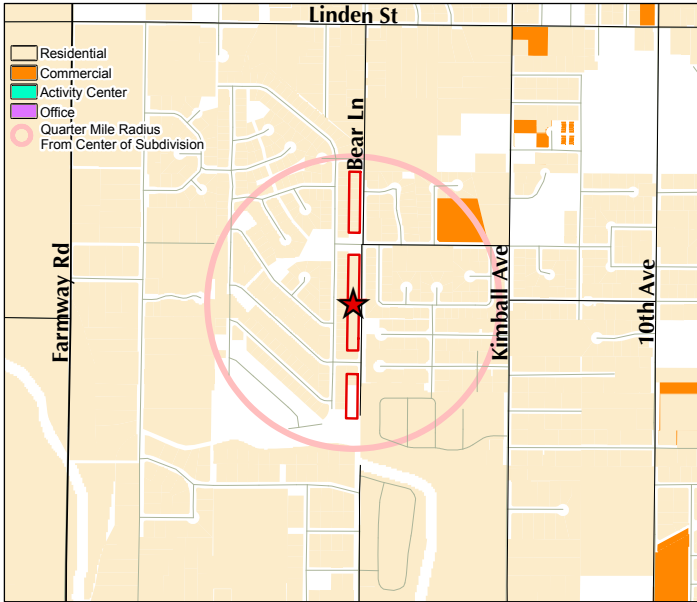 Linden St
Residential
Commercial
Activity Center
Office
Quarter Mile Radius
From Center of Subdivision
Bear Ln
Farmway Rd
Kimball Ave
10th Ave